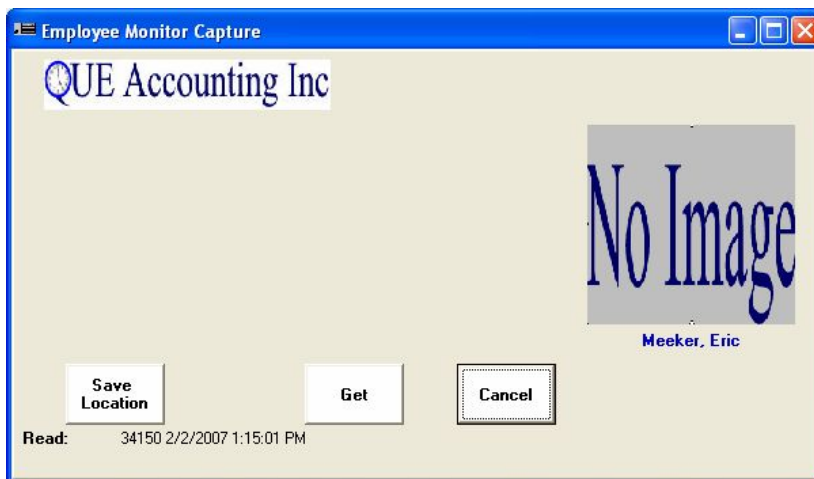 Employee Monitor Capture
QUE Accounting Inc
No Image
Meeker, Eric
Save
Location
Get
Cancel
Read: 34150 2/2/2007 1:15:01 PM